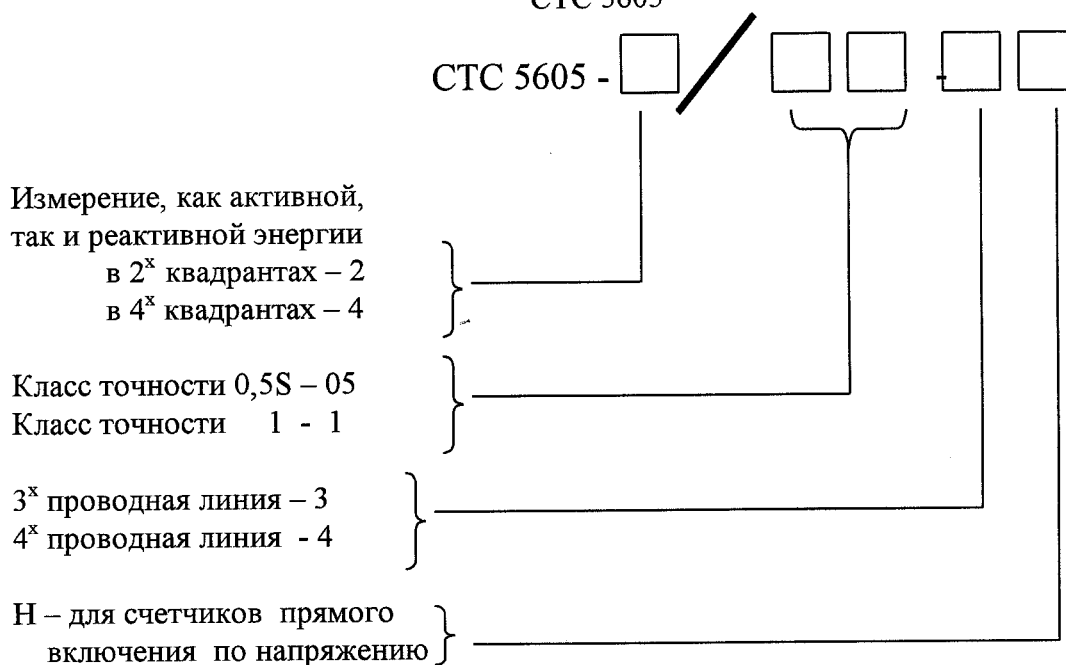 СТС 5605 -
-
Измерение, как активной,
так и реактивной энергии
в 2х квадрантах – 2
в 4х квадрантах – 4
Класс точности 0,5S – 05
Класс точности 1 - 1
3х проводная линия – 3
4х проводная линия - 4
Н – для счетчиков прямого
включения по напряжению